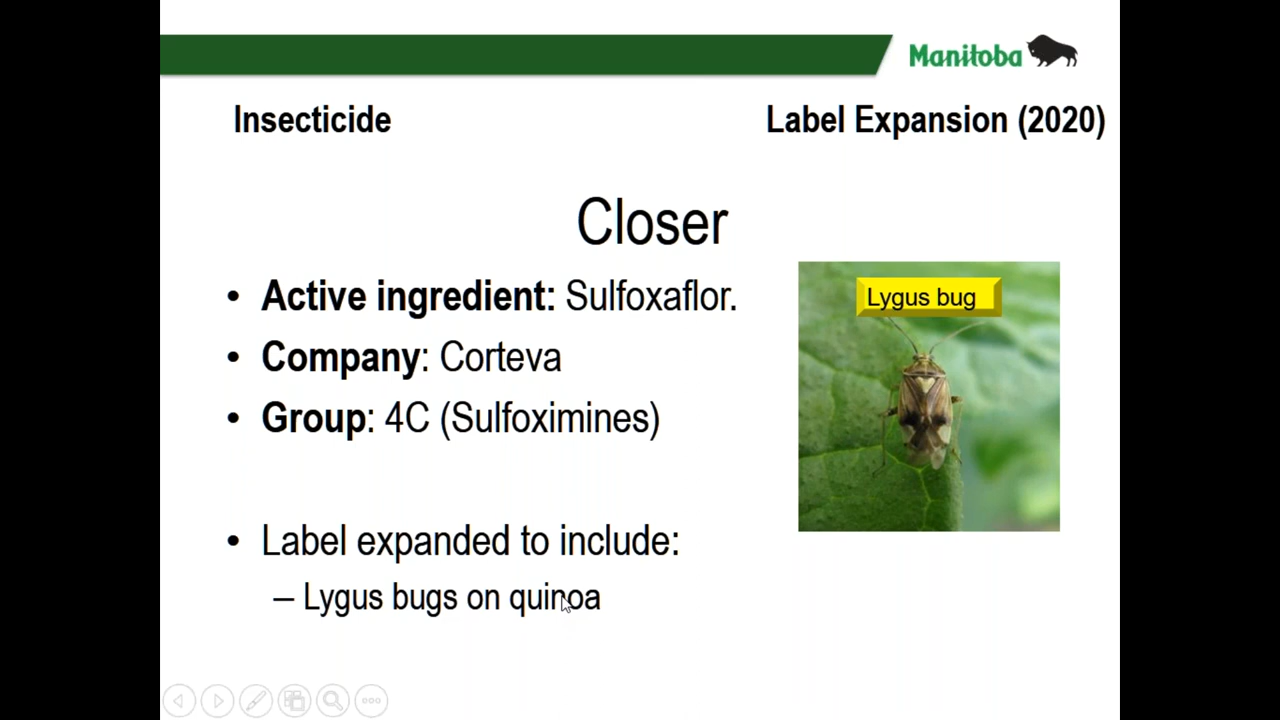 Manitoba
Insecticide
Label Expansion (2020)
Closer
• Active ingredient: Sulfoxaflor.
• Company: Corteva
• Group: 4C (Sulfoximines)
Lygus bug
• Label expanded to include:
– Lygus bugs on quinoa